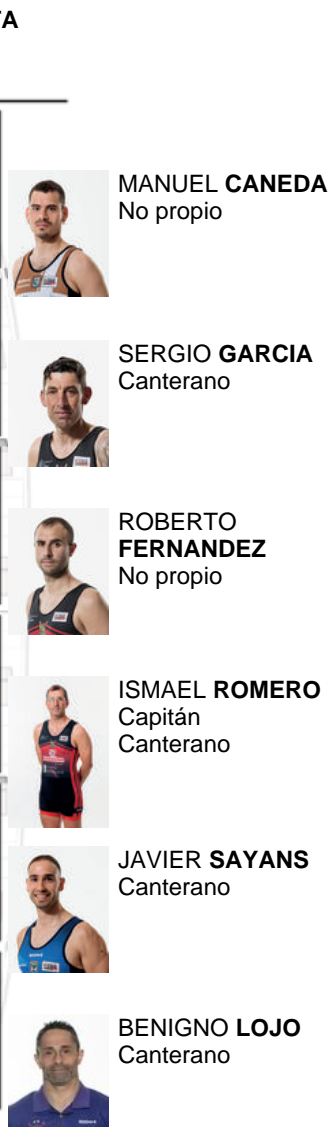 MANUEL CANEDA
No propio
SERGIO GARCIA
Canterano
ROBERTO
FERNANDEZ
No propio
ISMAEL ROMERO
Capitán
Canterano
JAVIER SAYANS
Canterano
BENIGNO LOJO
Canterano